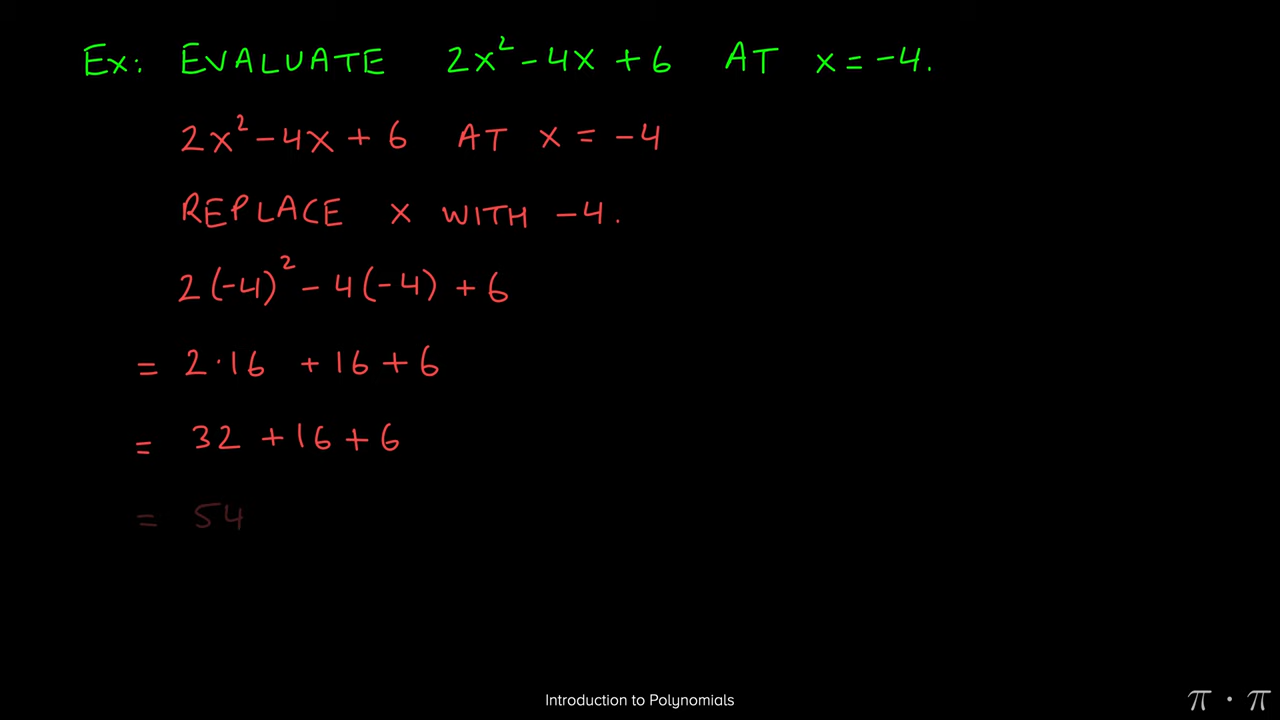 Ex: EVALUATE 2x² - 4x + 6 AT x = -4.
2x² - 4x + 6 AT x = -4
REPLACE x WITH -4.
2(-4)² - 4(-4) + 6
= 2·16 + 16 + 6
= 32 + 16 + 6
= 54
Introduction to Polynomials
π · π